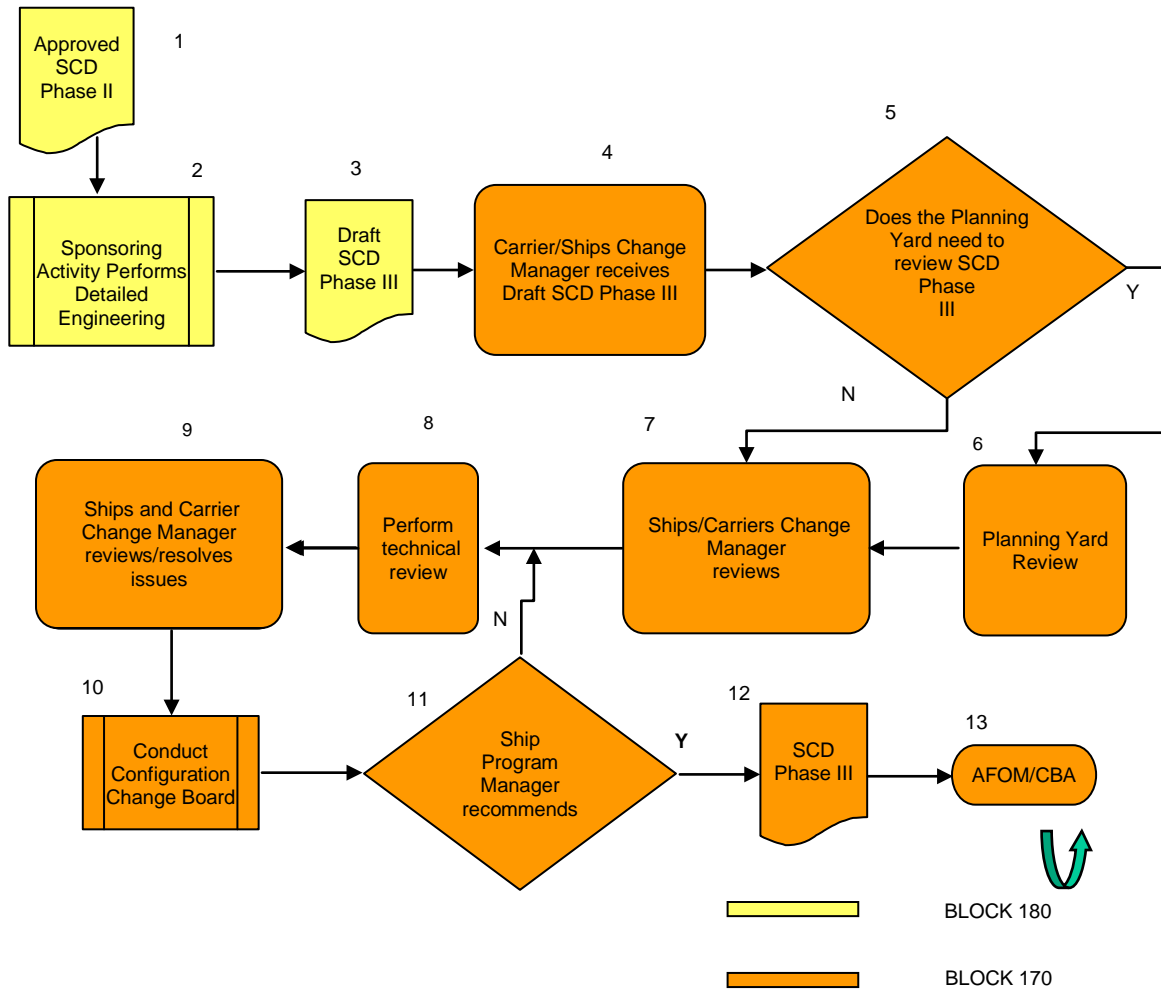 1
Approved
SCD
Phase II
2
Sponsoring
Activity Performs
Detailed
Engineering
3
Draft
SCD
Phase III
4
Carrier/Ships Change
Manager receives
Draft SCD Phase III
5
Does the Planning
Yard need to
review SCD
Phase
III
Y
N
6
Planning Yard
Review
7
Ships/Carriers Change
Manager
reviews
8
Perform
technical
review
9
Ships and Carrier
Change Manager
reviews/resolves
issues
10
Conduct
Configuration
Change Board
11
Ship
Program
Manager
recommends
N
Y
12
SCD
Phase III
13
AFOM/CBA
BLOCK 180
BLOCK 170